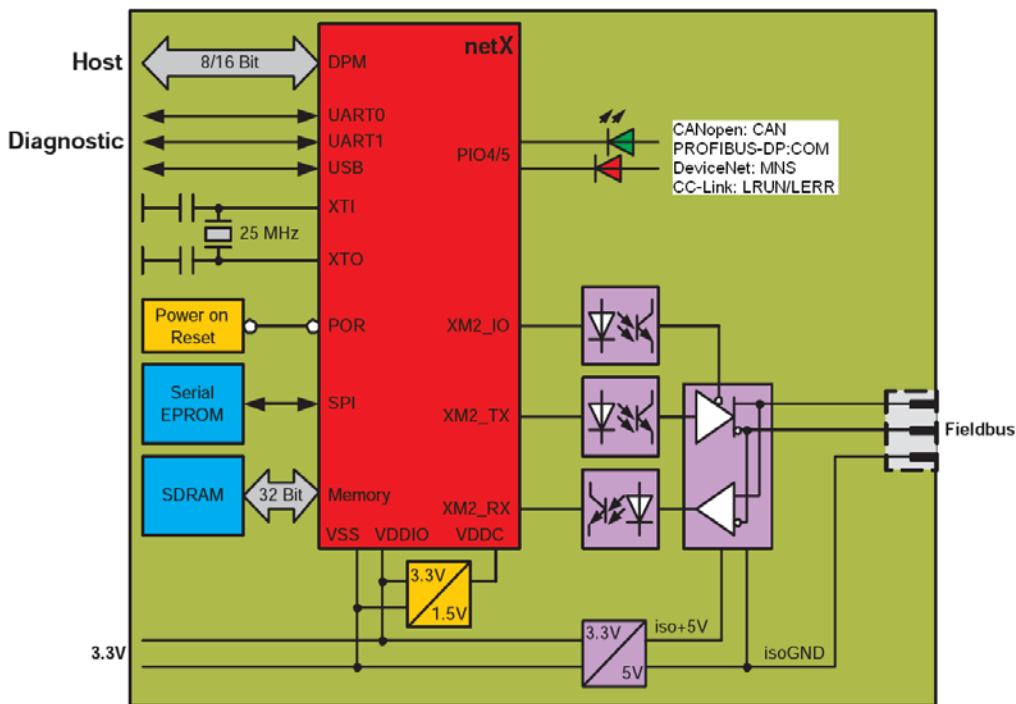 netX
Host
8/16 Bit
DPM
UART0
Diagnostic
UART1
USB
PIO4/5
CANopen: CAN
PROFIBUS-DP:COM
DeviceNet: MNS
CC-Link: LRUN/LERR
XTI
25 MHz
XTO
Power on
Reset
POR
XM2_IO
Serial
EPROM
SPI
XM2_TX
Fieldbus
SDRAM
32 Bit
Memory
XM2_RX
VSS
VDDIO
VDDC
3.3V
1.5V
3.3V
3.3V
5V
iso+5V
isoGND